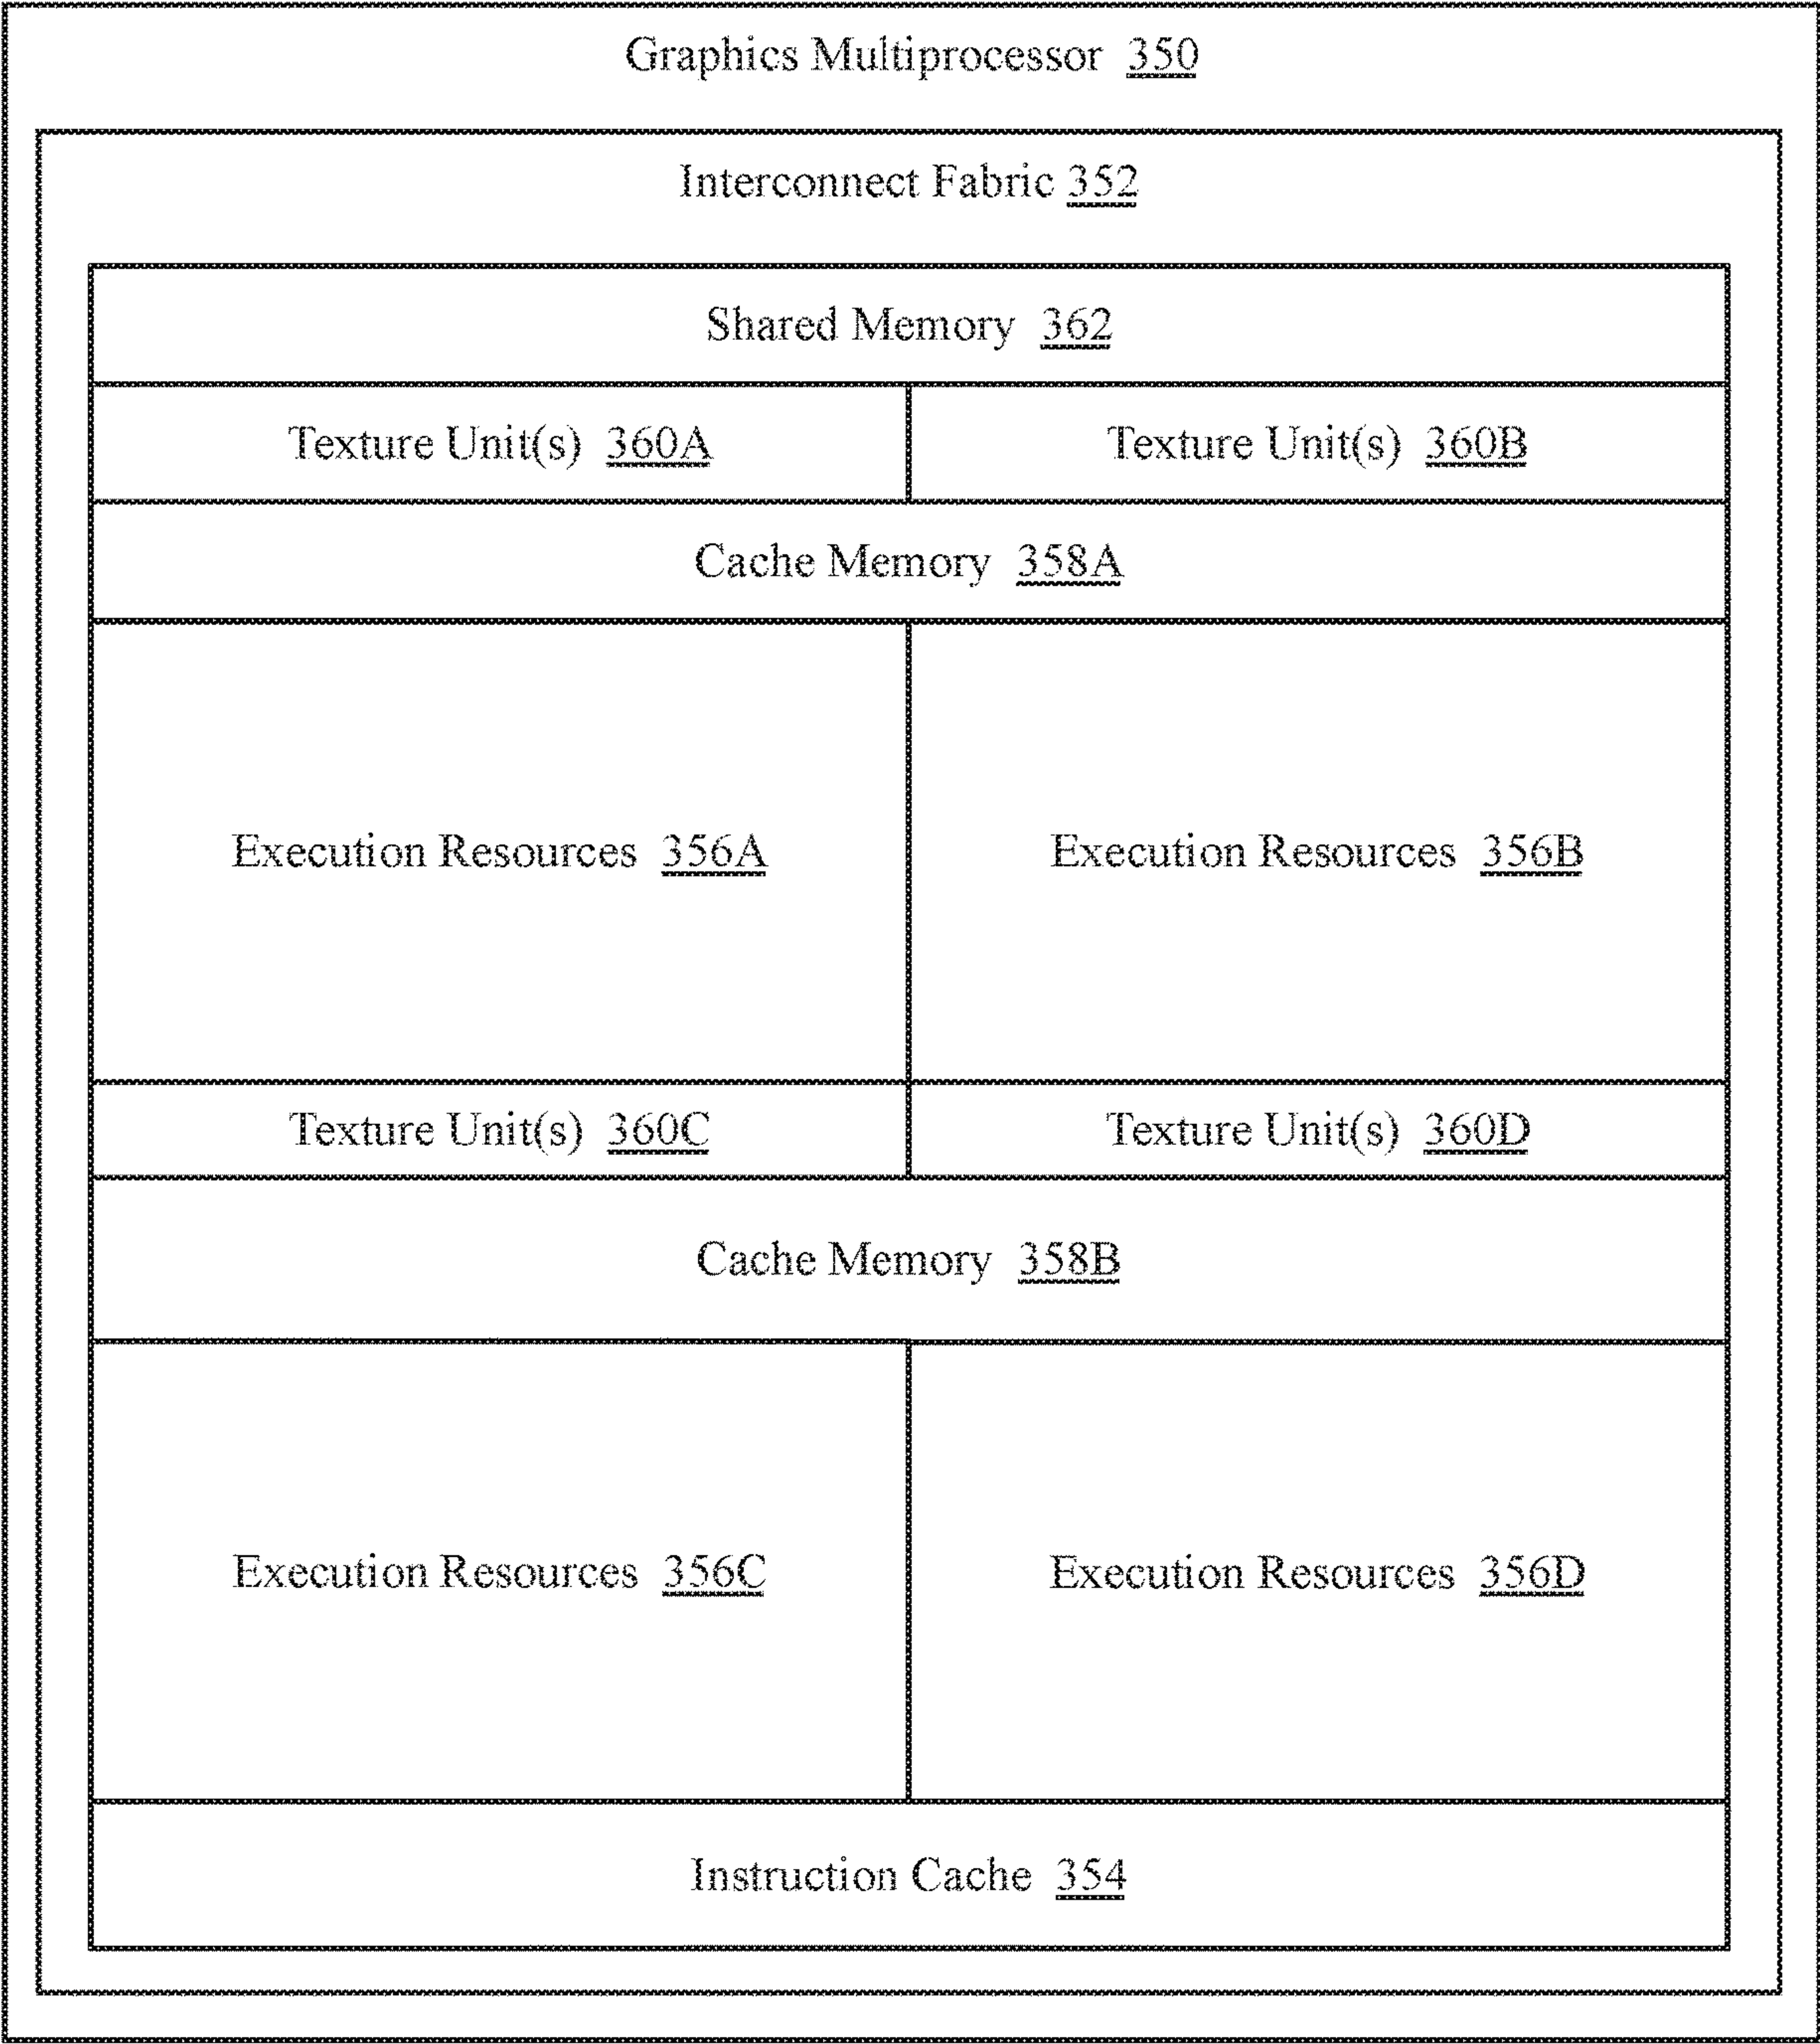 Graphics Multiprocessor 350
Interconnect Fabric 352
Shared Memory 362
Texture Unit(s) 360A
Texture Unit(s) 360B
Cache Memory 358A
Execution Resources 356A
Execution Resources 356B
Texture Unit(s) 360C
Texture Unit(s) 360D
Cache Memory 358B
Execution Resources 356C
Execution Resources 356D
Instruction Cache 354